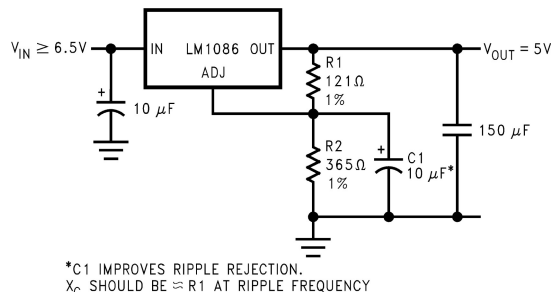 V_IN ≥ 6.5V
IN LM1086 OUT
ADJ
V_OUT = 5V
+
10 μF
R1
121Ω
1%
150 μF
R2
365Ω
1%
+
C1
10 μF*
*C1 IMPROVES RIPPLE REJECTION.
X_C SHOULD BE ≈ R1 AT RIPPLE FREQUENCY